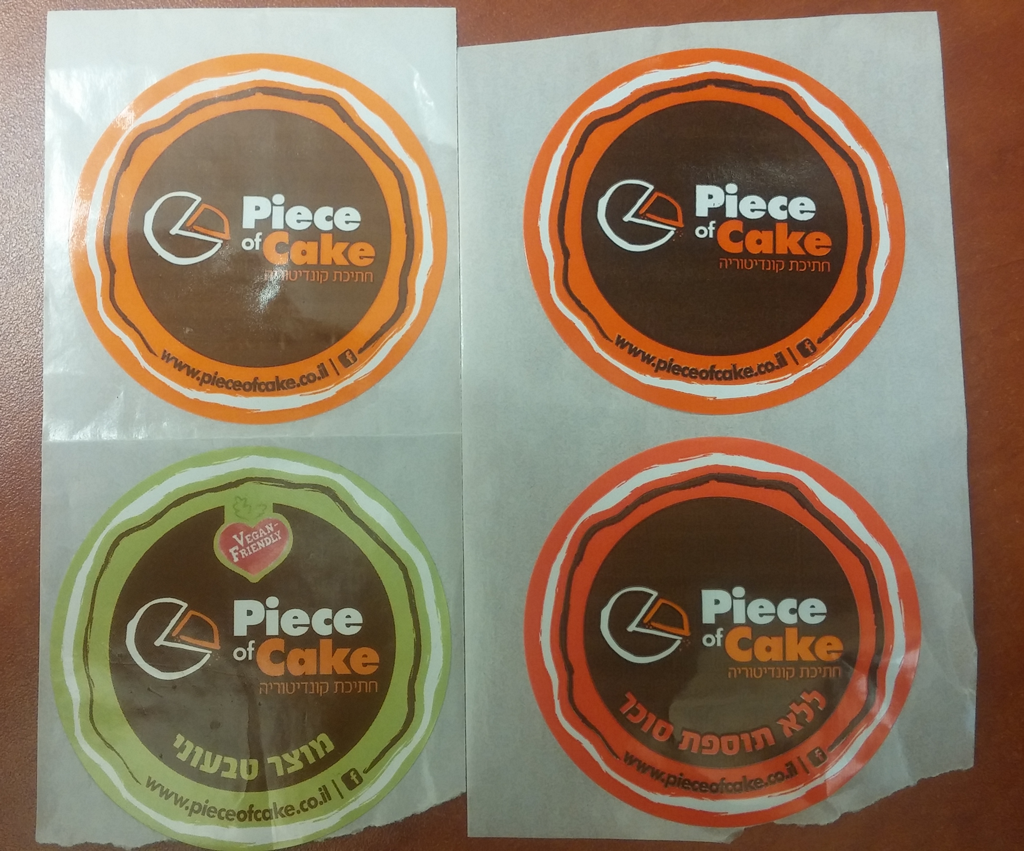 Piece
of Cake
חתיכת קונדיטוריה
www.pieceofcake.co.il | f
Piece
of Cake
חתיכת קונדיטוריה
www.pieceofcake.co.il | f
VEGAN-
FRIENDLY
Piece
of Cake
חתיכת קונדיטוריה
מוצר טבעוני
www.pieceofcake.co.il | f
Piece
of Cake
חתיכת קונדיטוריה
ללא תוספת סוכר
www.pieceofcake.co.il | f